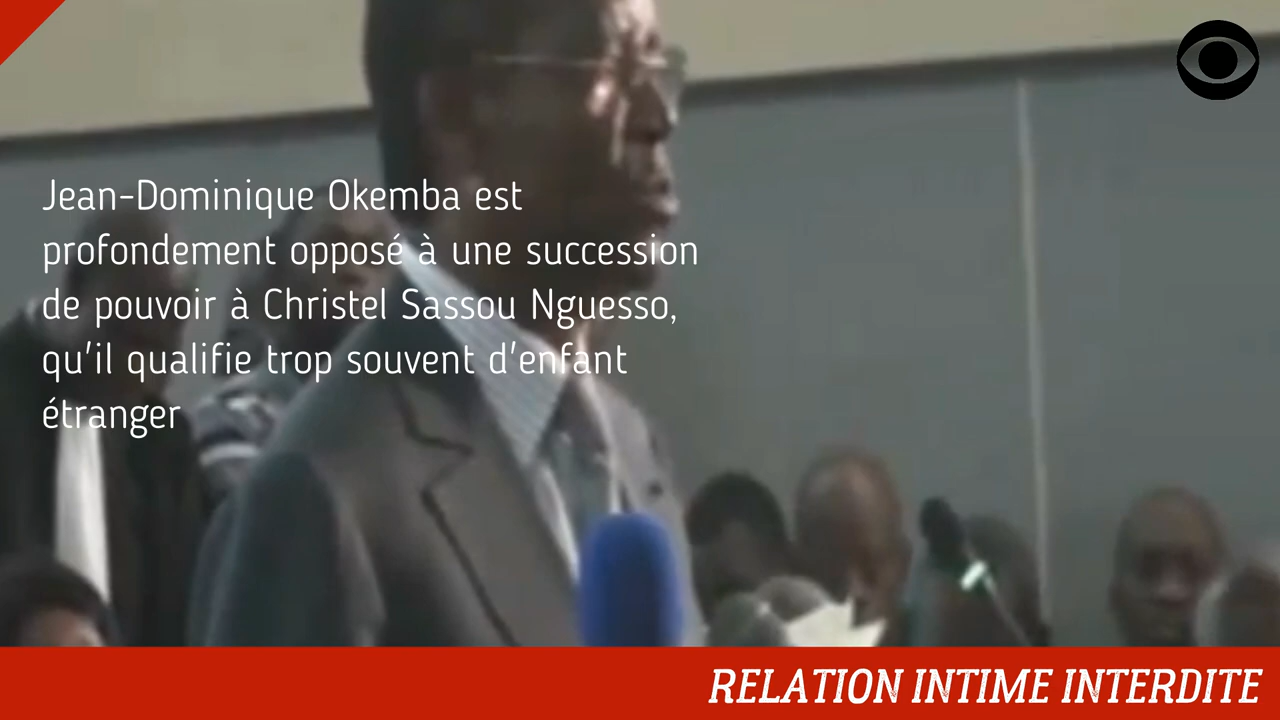 Jean-Dominique Okemba est
profondement opposé à une succession
de pouvoir à Christel Sassou Nguesso,
qu'il qualifie trop souvent d'enfant
étranger
RELATION INTIME INTERDITE